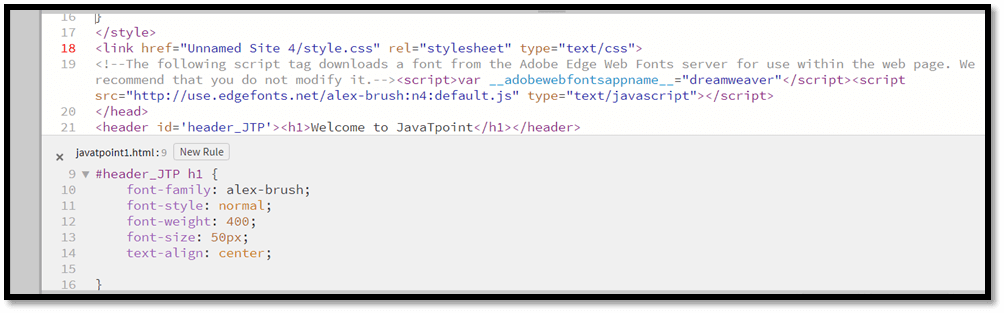 16 }
17 </style>
18 <link href="Unnamed Site 4/style.css" rel="stylesheet" type="text/css">
19 <!--The following script tag downloads a font from the Adobe Edge Web Fonts server for use within the web page. We
recommend that you do not modify it.--><script>var __adobewebfontsappname__="dreamweaver"</script><script
src="http://use.edgefonts.net/alex-brush:n4:default.js" type="text/javascript"></script>
20 </head>
21 <header id='header_JTP'><h1>Welcome to JavaTpoint</h1></header>
× javatpoint1.html:9 New Rule
9 ▼ #header_JTP h1 {
10 font-family: alex-brush;
11 font-style: normal;
12 font-weight: 400;
13 font-size: 50px;
14 text-align: center;
15
16 }